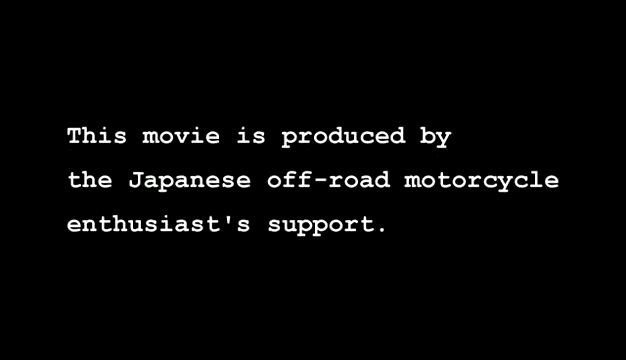 This movie is produced by
the Japanese off-road motorcycle
enthusiast's support.